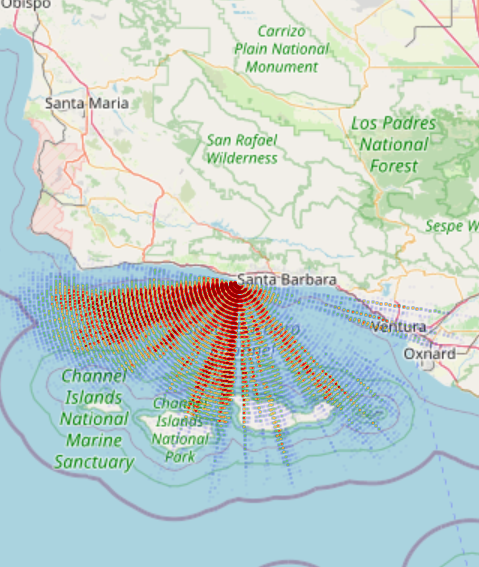 Obispo
Carrizo
Plain National
Monument
Santa Maria
Los Padres
National
Forest
San Rafael
Wilderness
Sespe W
Santa Barbara
Ventura
Oxnard
Channel
Islands
National
Marine
Sanctuary
Islands
National
Park